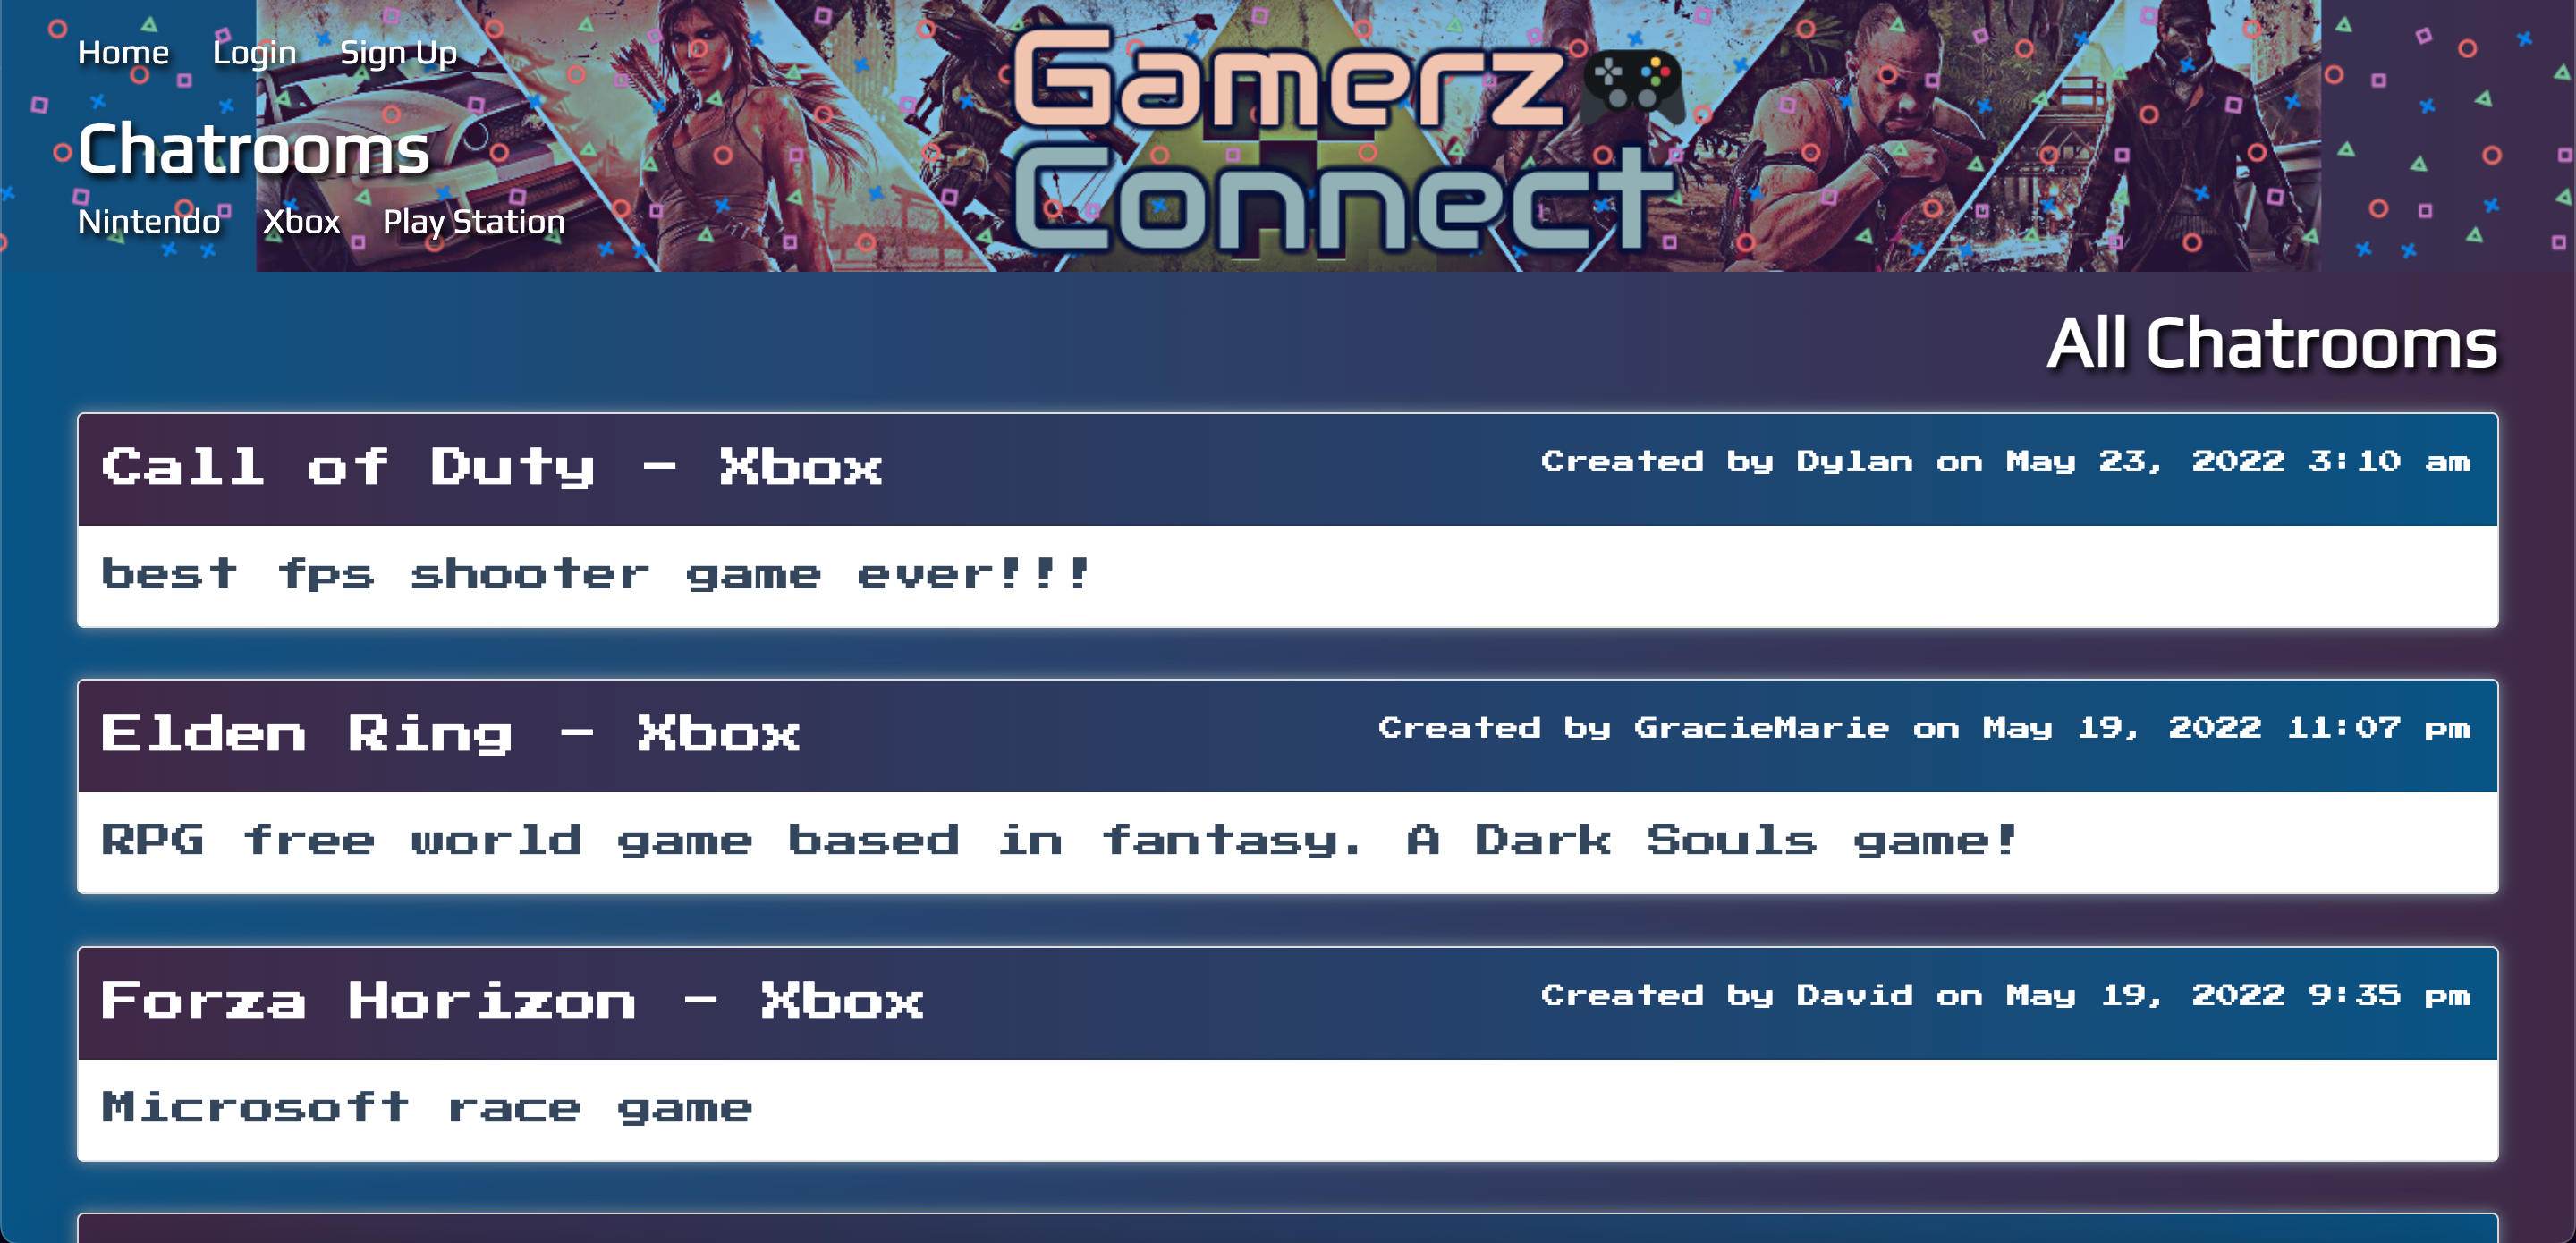 Home Login Sign Up
Chatrooms
Nintendo Xbox Play Station
Gamerz
Connect
All Chatrooms
Call of Duty - Xbox
Created by Dylan on May 23, 2022 3:10 am
best fps shooter game ever!!!
Elden Ring - Xbox
Created by GracieMarie on May 19, 2022 11:07 pm
RPG free world game based in fantasy. A Dark Souls game!
Forza Horizon - Xbox
Created by David on May 19, 2022 9:35 pm
Microsoft race game